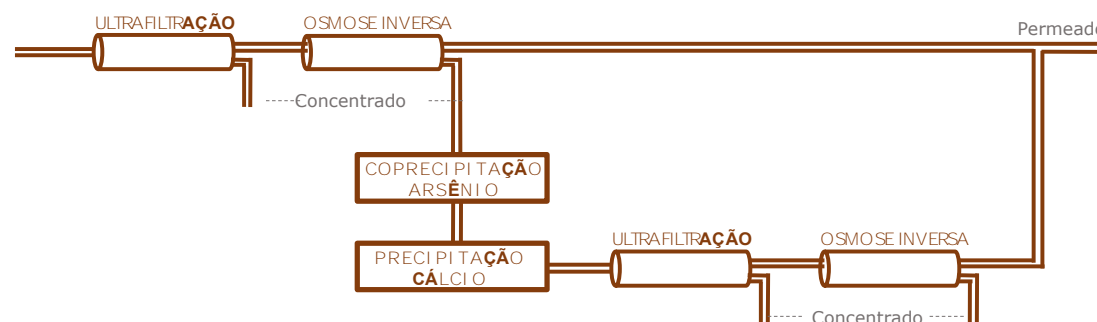 ULTRAFILTRAÇÃO
OSMOSE INVERSA
Permeado
Concentrado
COPRECIPITAÇÃO
ARSÊNIO
PRECIPITAÇÃO
CÁLCIO
ULTRAFILTRAÇÃO
OSMOSE INVERSA
Concentrado